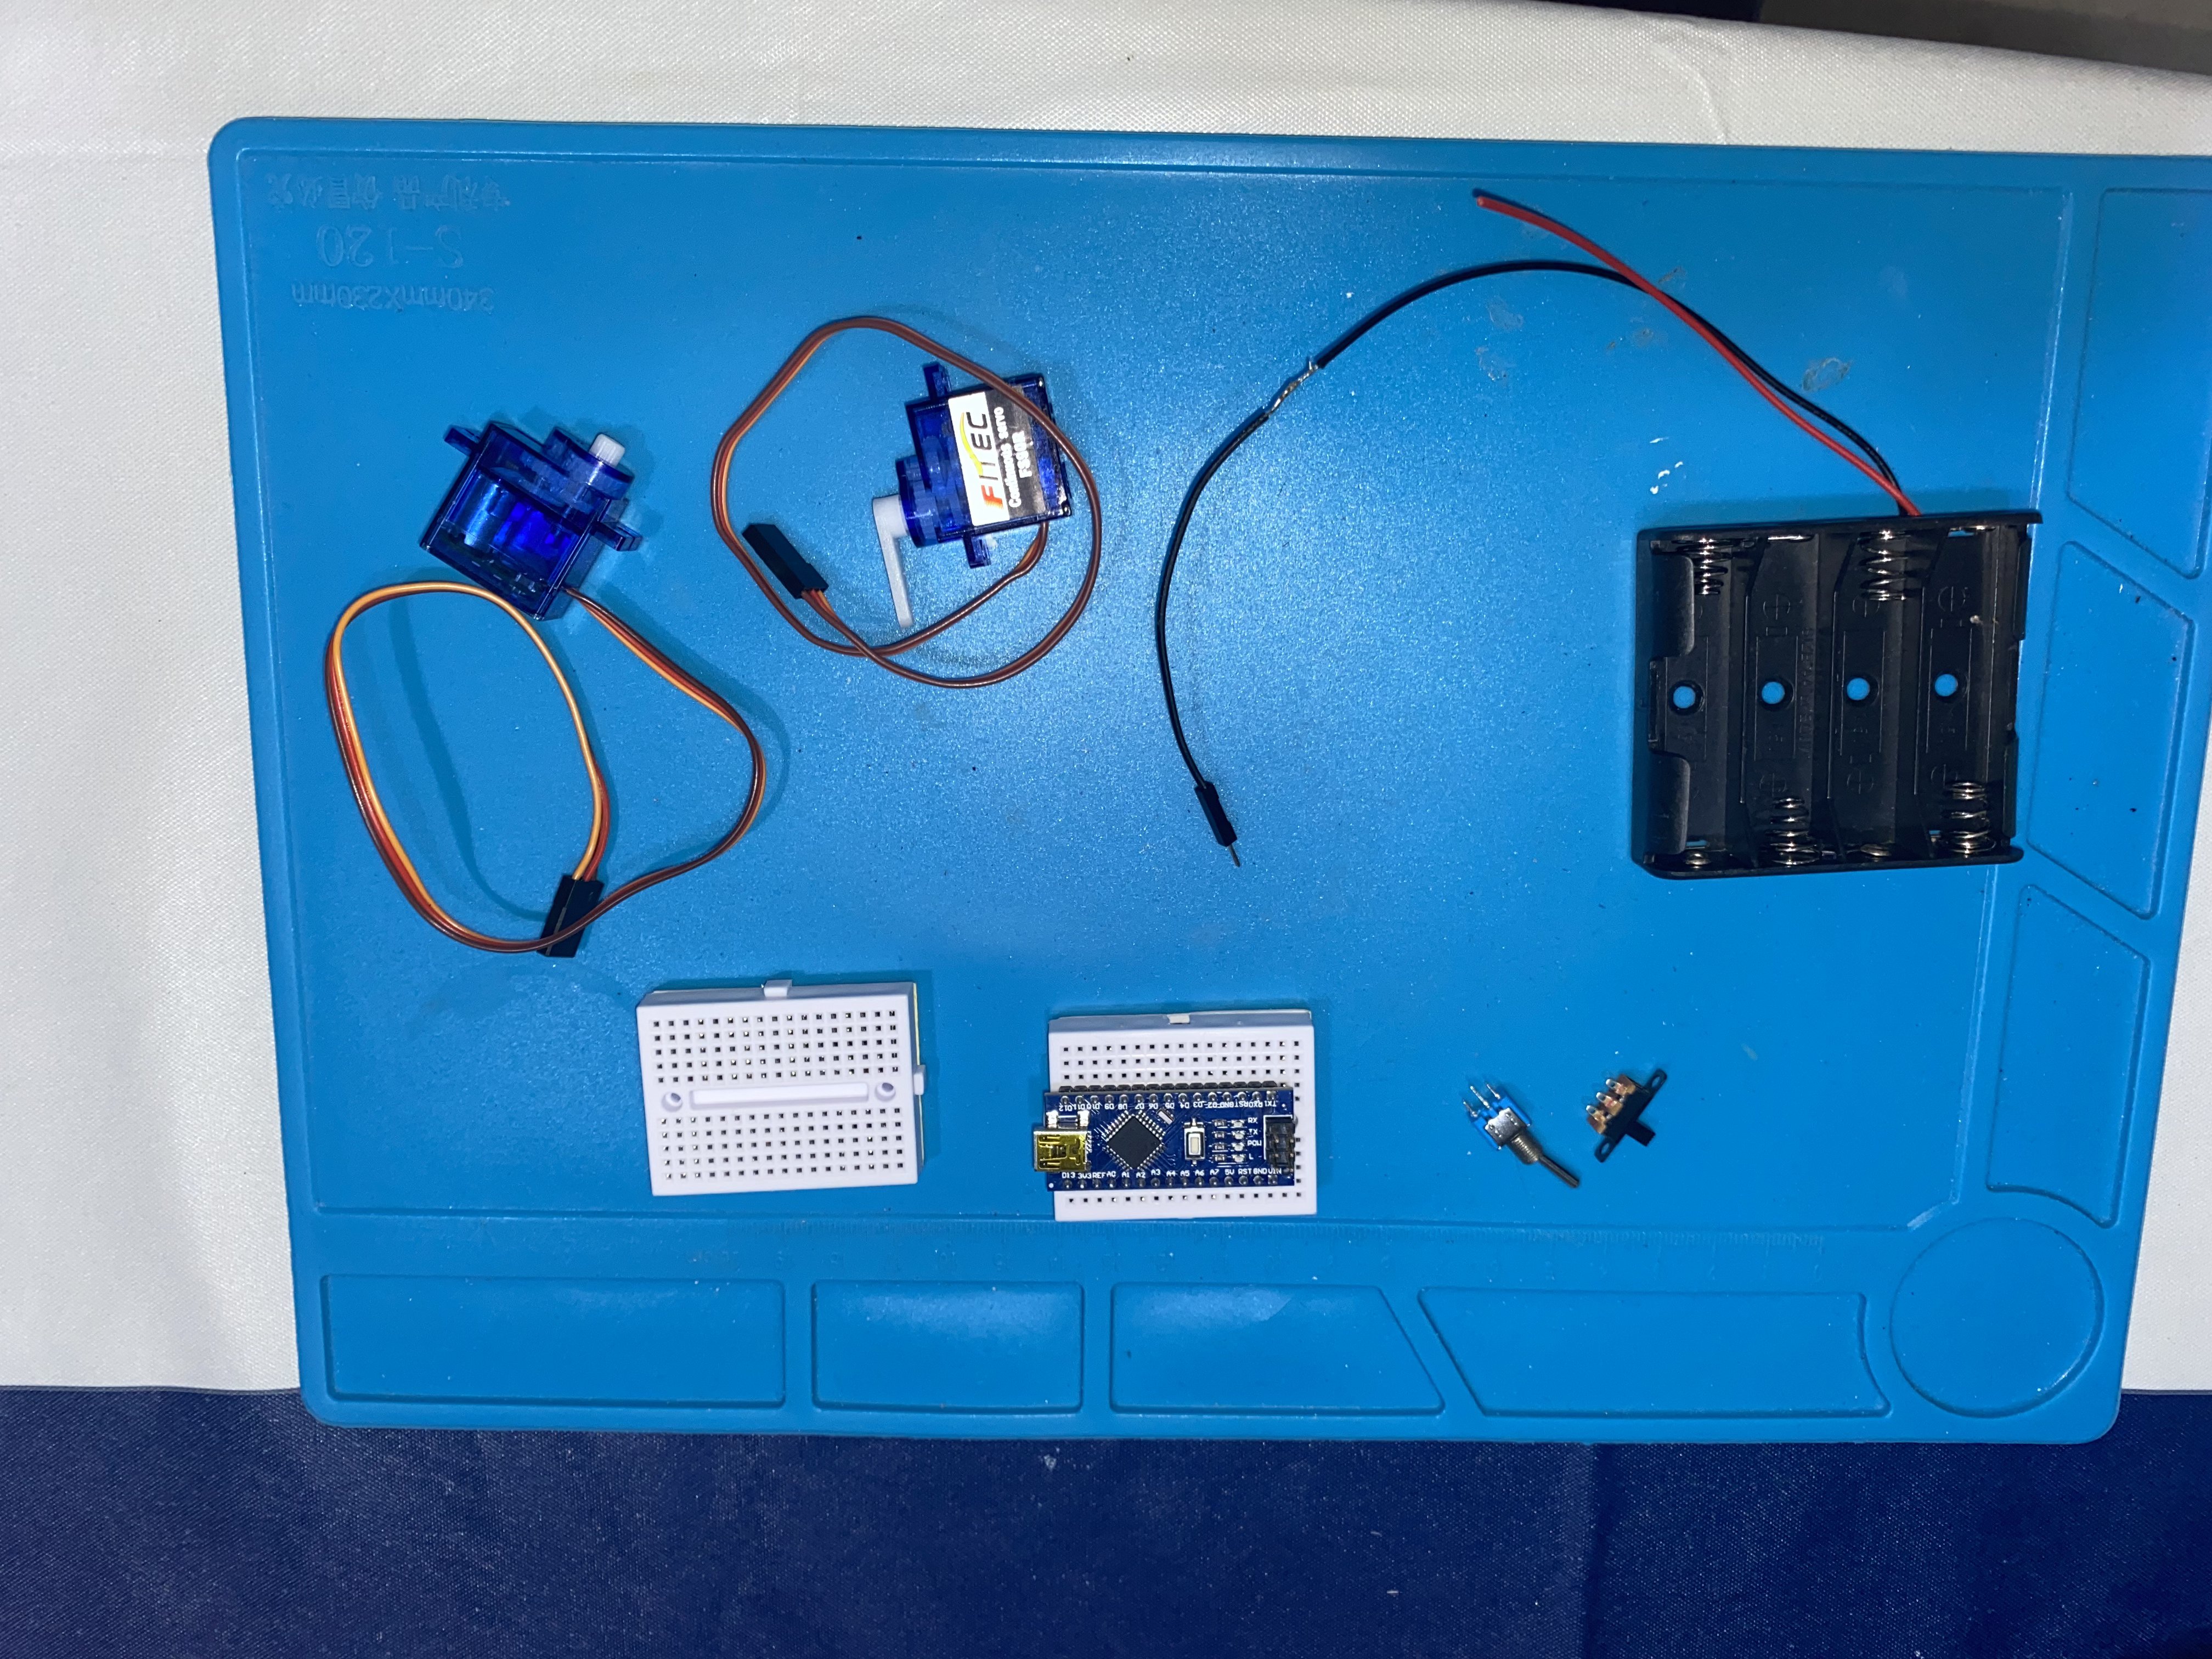 VIN GND RST 5V A7 A6 A5 A4 A3 A2 A1 A0 REF 3V3 D13
L
POW
TX
RX
TX1 RX0 RST GND D2 D3 D4 D5 D6 D7 D8 D9 D10 D11 D12
FITEC
Continuous servo
FS90R
340mmX230mm
S-120
专利产品 仿冒必究